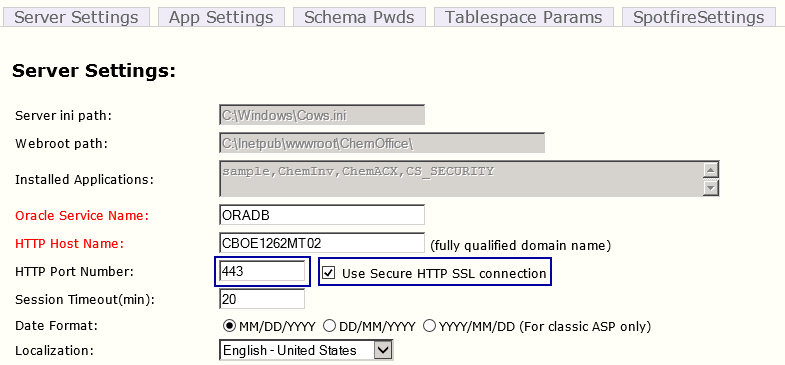 Server Settings App Settings Schema Pwds Tablespace Params SpotfireSettings
Server Settings:
Server ini path: C:\Windows\Cows.ini
Webroot path: C:\Inetpub\wwwroot\ChemOffice\
Installed Applications: sample,ChemInv,ChemACX,CS_SECURITY
Oracle Service Name: ORADB
HTTP Host Name: CBOE1262MT02 (fully qualified domain name)
HTTP Port Number: 443 Use Secure HTTP SSL connection
Session Timeout(min): 20
Date Format: MM/DD/YYYY DD/MM/YYYY YYYY/MM/DD (For classic ASP only)
Localization: English - United States